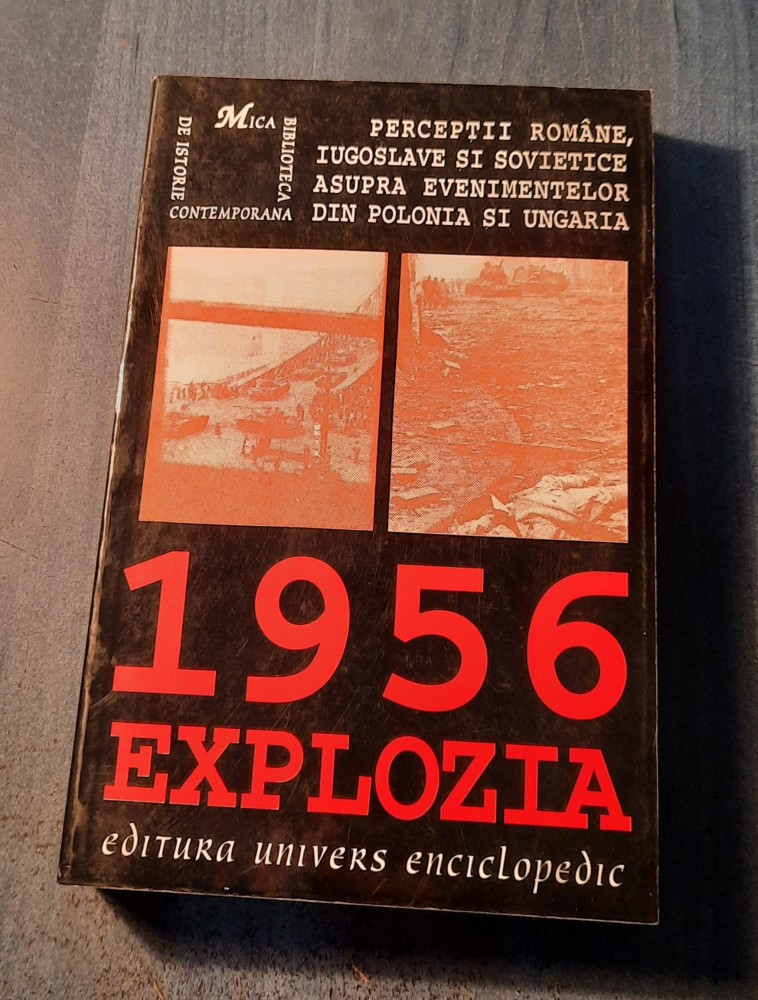 Mica
BIBLIOTECA
DE ISTORIE
CONTEMPORANA
PERCEPTII ROMÂNE,
IUGOSLAVE SI SOVIETICE
ASUPRA EVENIMENTELOR
DIN POLONIA ȘI UNGARIA
1956
EXPLOZIA
editura univers enciclopedic